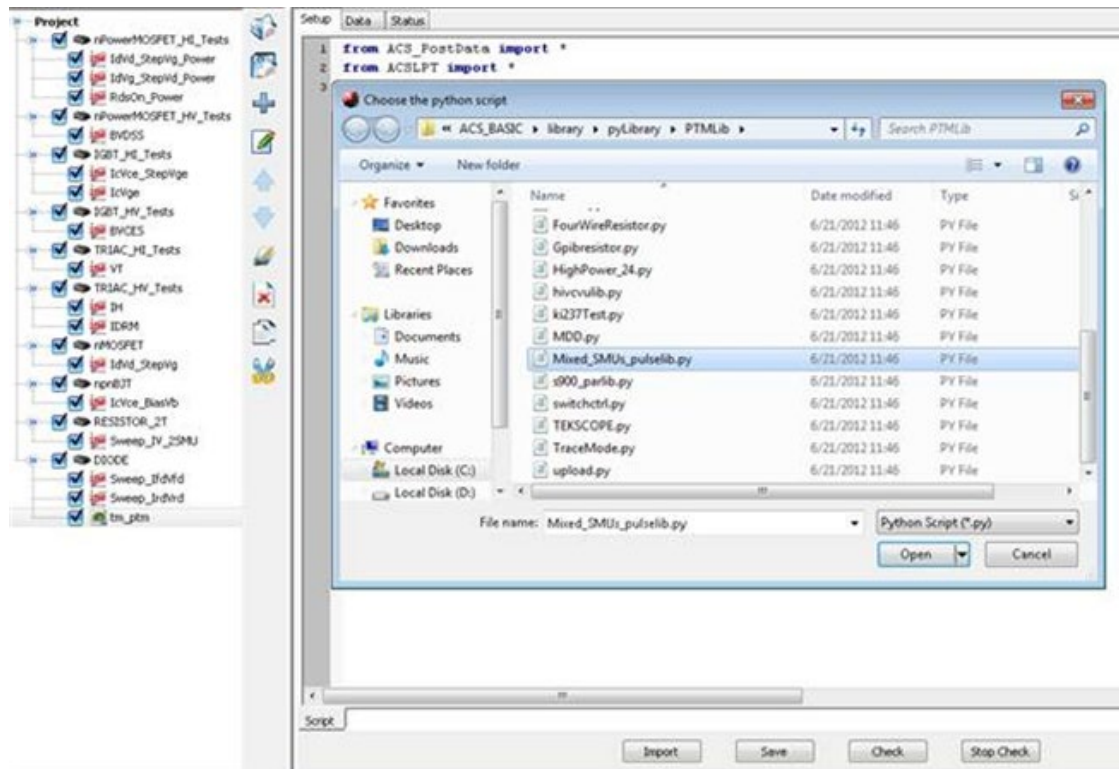 Project
nPowerMOSFET_HI_Tests
IdVd_StepVg_Power
IdVg_StepVd_Power
RdsOn_Power
nPowerMOSFET_HV_Tests
BVDSS
IGBT_HI_Tests
IcVce_StepVge
IcVge
IGBT_HV_Tests
BVCES
TRIAC_HI_Tests
VT
TRIAC_HV_Tests
IH
IDRM
nMOSFET
IdVd_StepVg
npnBJT
IcVce_BiasVb
RESISTOR_2T
Sweep_IV_2SMU
DIODE
Sweep_IfdVfd
Sweep_IrdVrd
tm_ptm
Setup Data Status
1 from ACS_PostData import *
2 from ACSLPT import *
3
Choose the python script
« ACS_BASIC ▸ library ▸ pyLibrary ▸ PTMLib ▸ Search PTMLib
Organize ▾ New folder
Favorites
Desktop
Downloads
Recent Places
Libraries
Documents
Music
Pictures
Videos
Computer
Local Disk (C:)
Local Disk (D:)
Name Date modified Type
FourWireResistor.py 6/21/2012 11:46 PY File
Gpibresistor.py 6/21/2012 11:46 PY File
HighPower_24.py 6/21/2012 11:46 PY File
hivcvulib.py 6/21/2012 11:46 PY File
ki237Test.py 6/21/2012 11:46 PY File
MDD.py 6/21/2012 11:46 PY File
Mixed_SMUs_pulselib.py 6/21/2012 11:46 PY File
s900_parlib.py 6/21/2012 11:46 PY File
switchctrl.py 6/21/2012 11:46 PY File
TEKSCOPE.py 6/21/2012 11:46 PY File
TraceMode.py 6/21/2012 11:46 PY File
upload.py 6/21/2012 11:46 PY File
File name: Mixed_SMUs_pulselib.py Python Script (*.py)
Open Cancel
Script
Import Save Check Stop Check